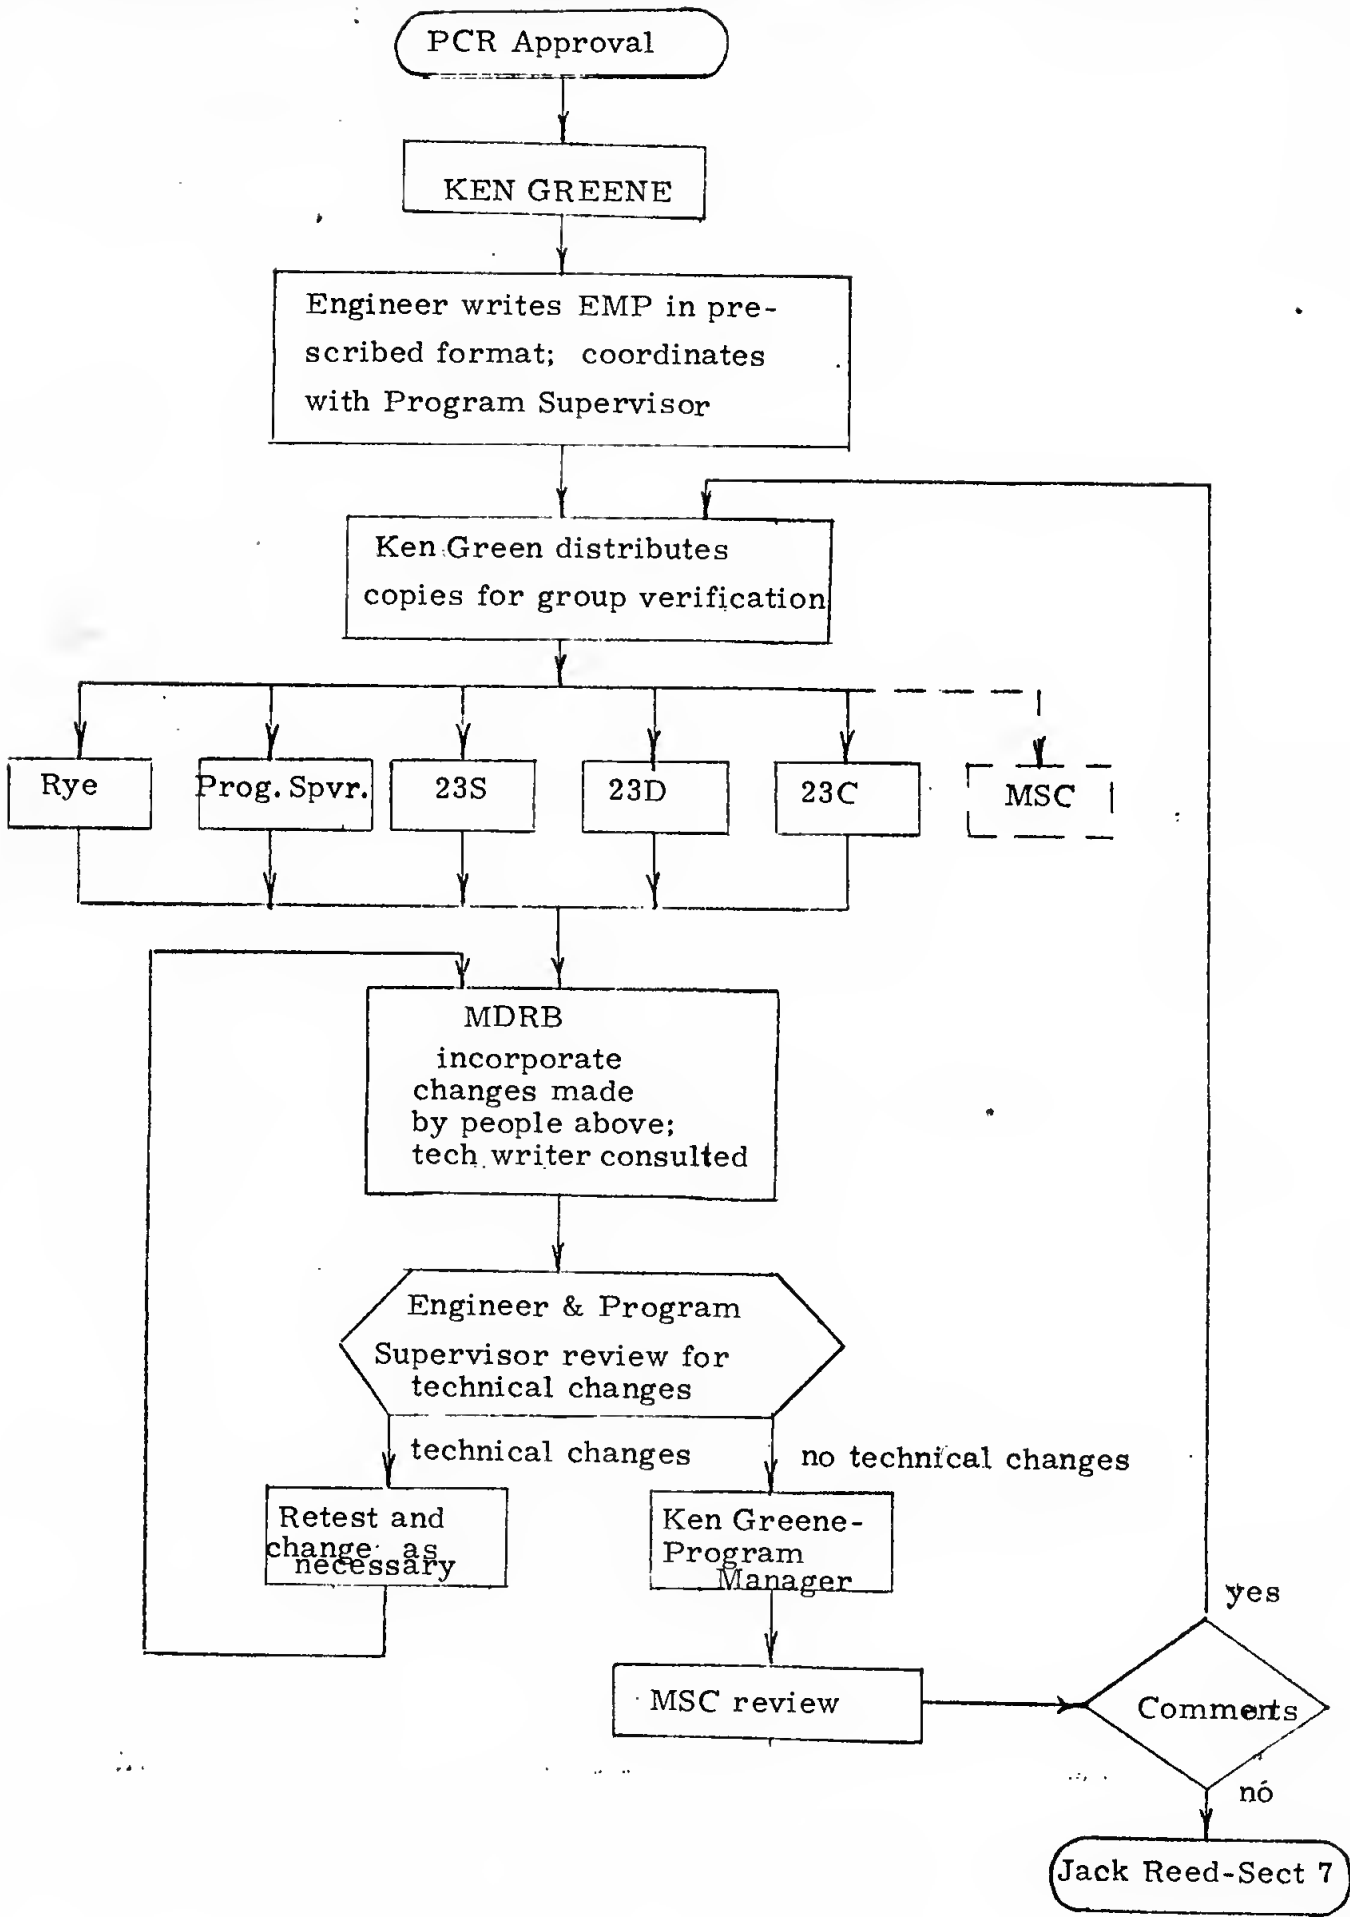 PCR Approval
KEN GREENE
Engineer writes EMP in pre-
scribed format; coordinates
with Program Supervisor
Ken Green distributes
copies for group verification
Rye
Prog. Spvr.
23S
23D
23C
MSC
MDRB
incorporate
changes made
by people above;
tech writer consulted
Engineer & Program
Supervisor review for
technical changes
technical changes
no technical changes
Retest and
change as
necessary
Ken Greene-
Program
Manager
yes
MSC review
Comments
no
Jack Reed-Sect 7